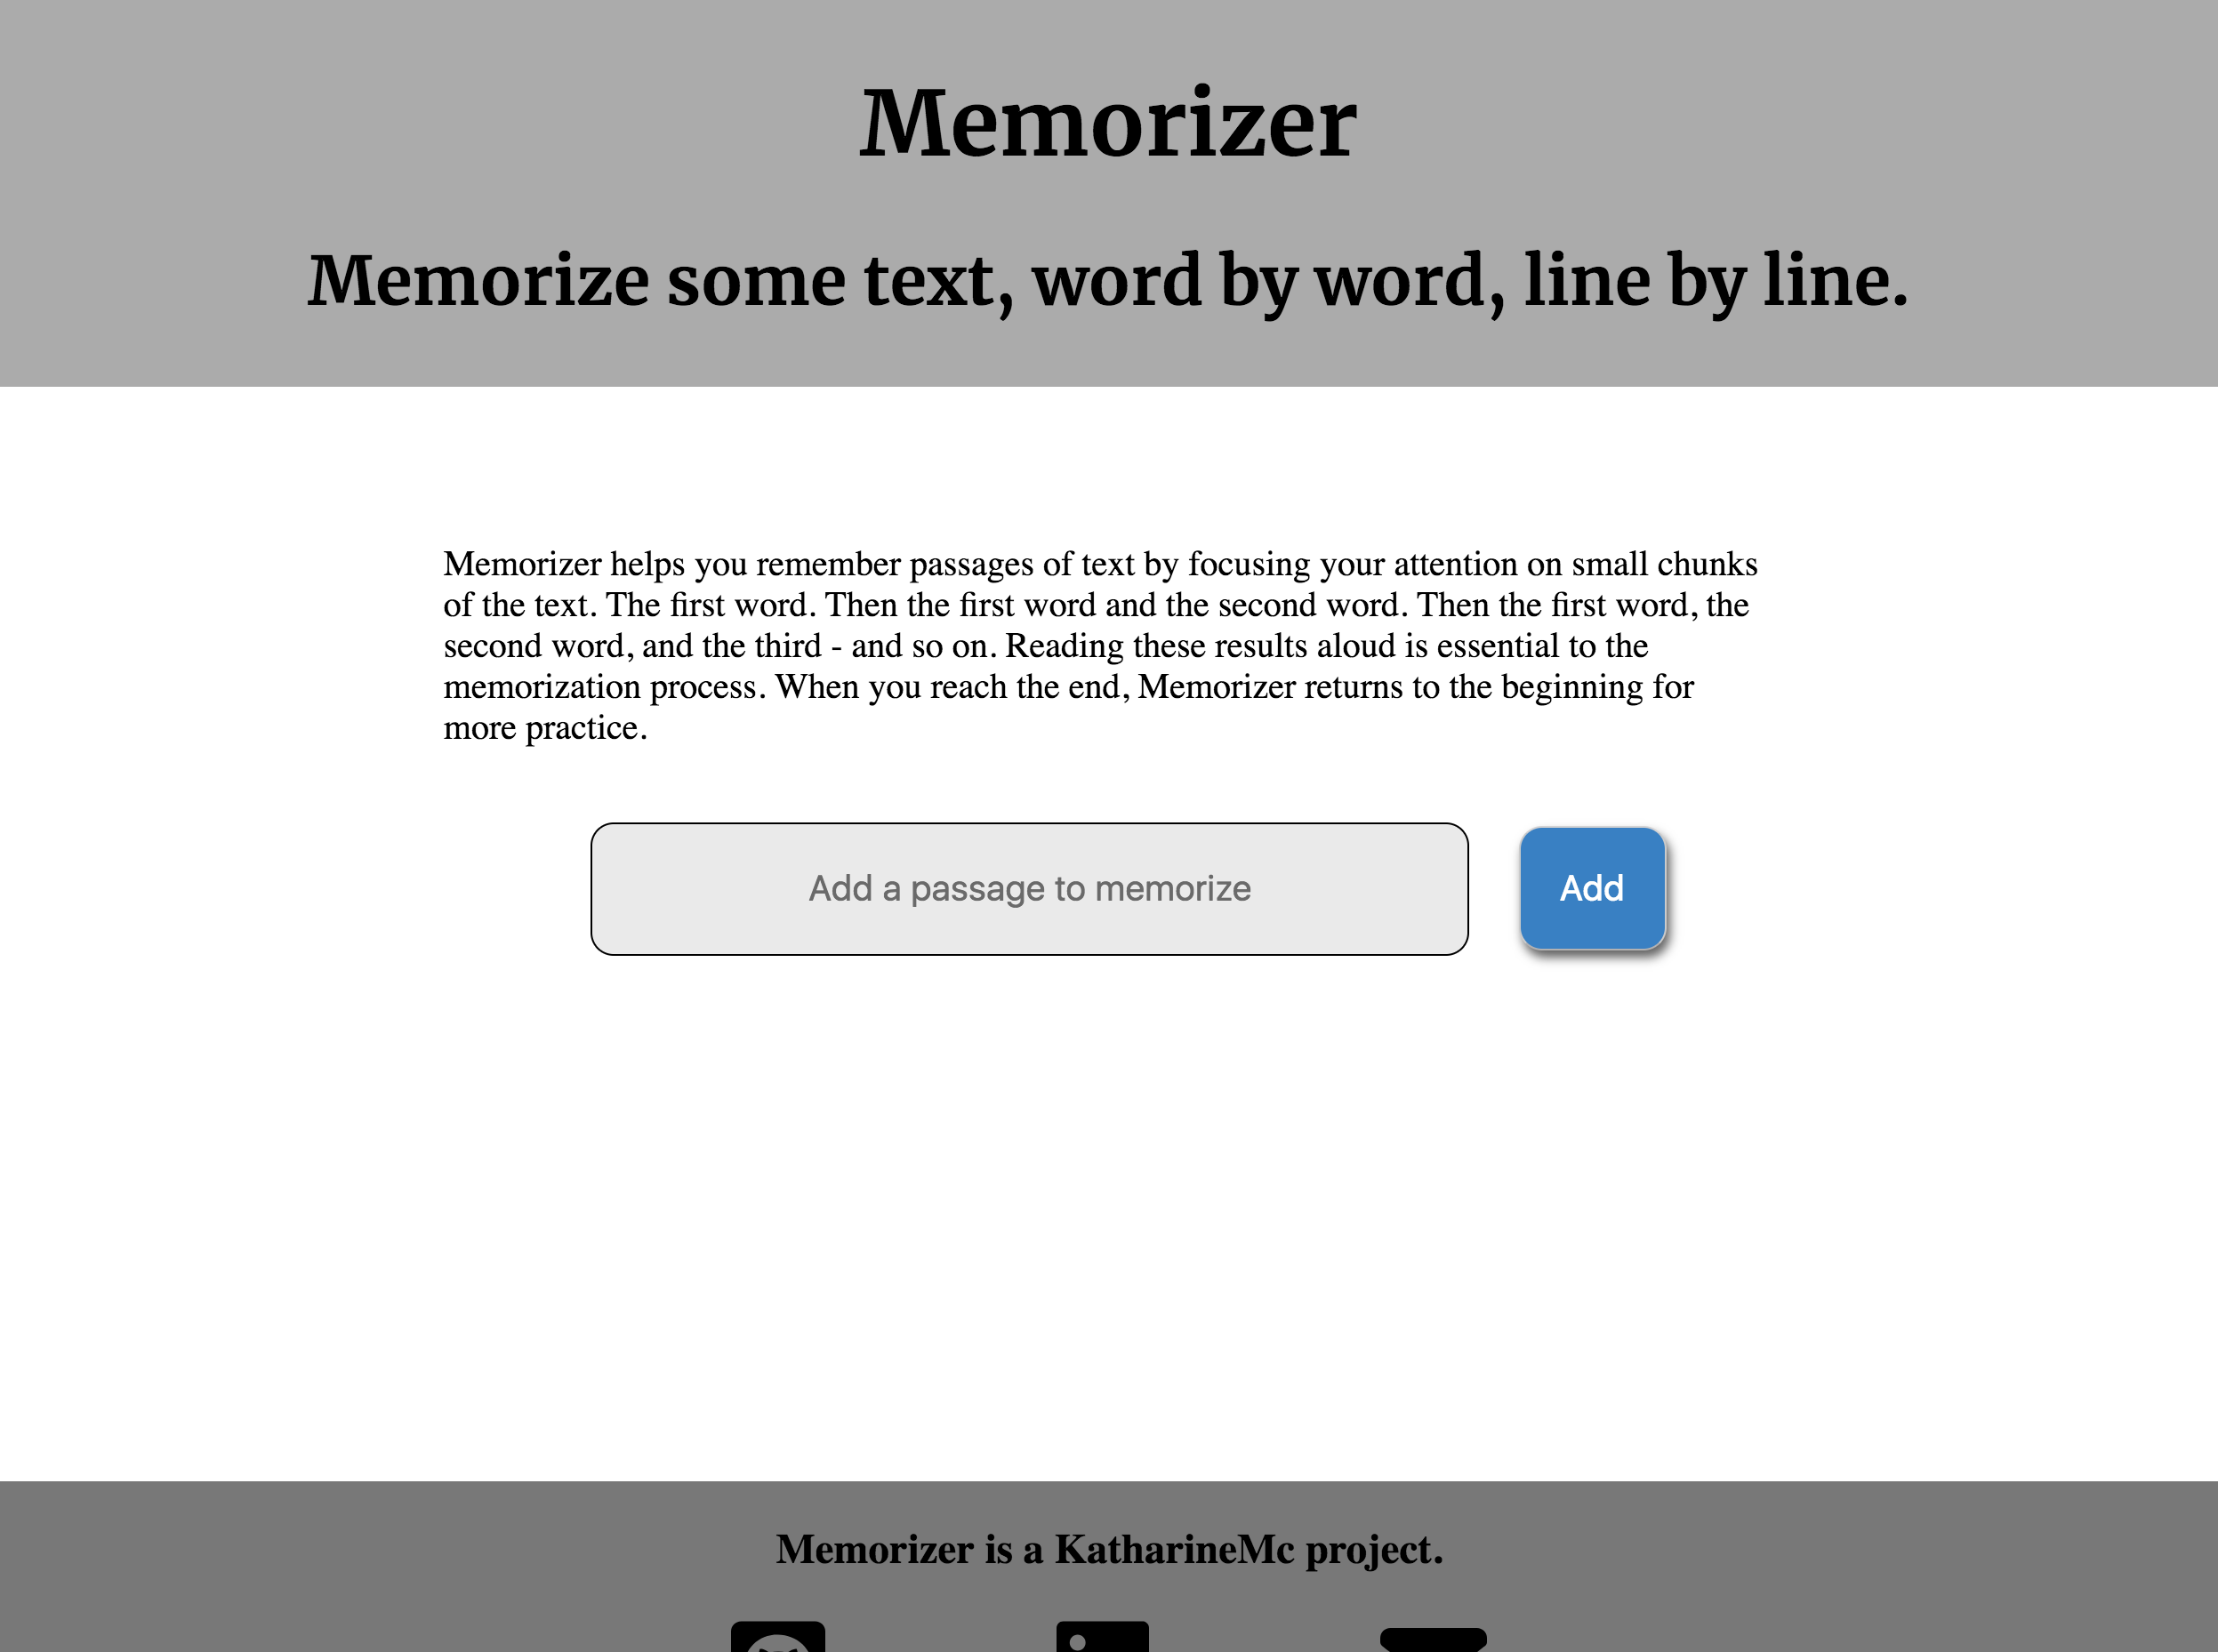 Memorizer
Memorize some text, word by word, line by line.
Memorizer helps you remember passages of text by focusing your attention on small chunks
of the text. The first word. Then the first word and the second word. Then the first word, the
second word, and the third - and so on. Reading these results aloud is essential to the
memorization process. When you reach the end, Memorizer returns to the beginning for
more practice.
Add a passage to memorize
Add
Memorizer is a KatharineMc project.